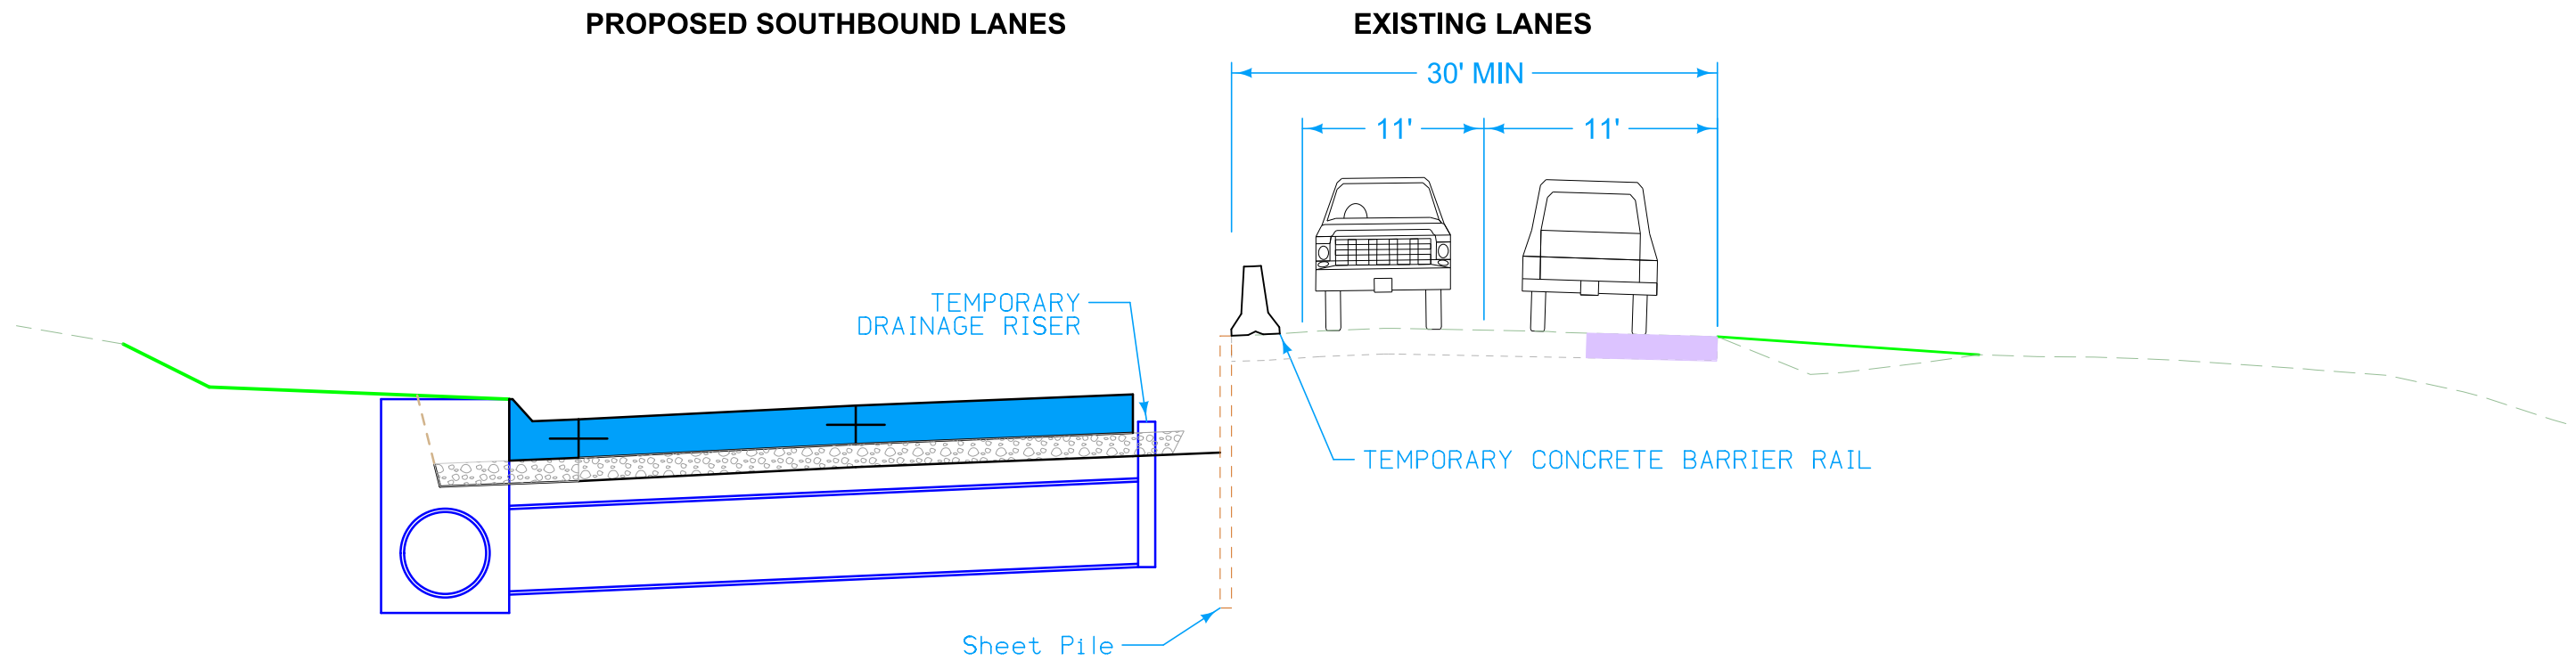 PROPOSED SOUTHBOUND LANES
EXISTING LANES
30' MIN
11'
11'
TEMPORARY
DRAINAGE RISER
TEMPORARY CONCRETE BARRIER RAIL
Sheet Pile